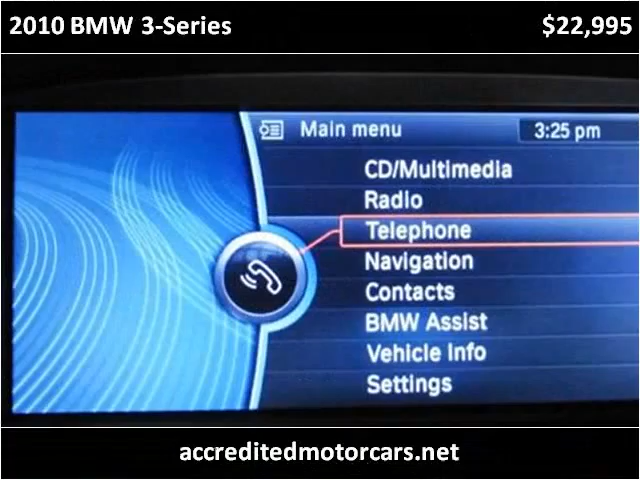 2010 BMW 3-Series $22,995
Main menu 3:25 pm
CD/Multimedia
Radio
Telephone
Navigation
Contacts
BMW Assist
Vehicle Info
Settings
accreditedmotorcars.net